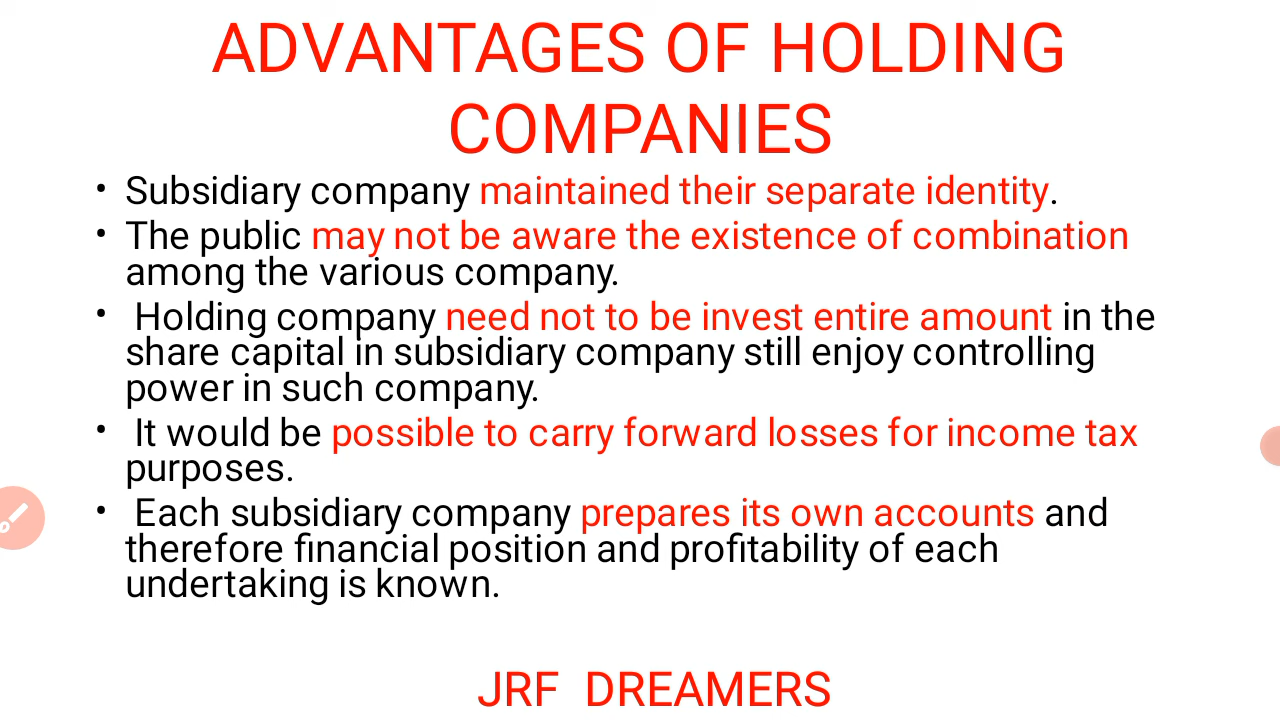 ADVANTAGES OF HOLDING
COMPANIES
• Subsidiary company maintained their separate identity.
• The public may not be aware the existence of combination
among the various company.
• Holding company need not to be invest entire amount in the
share capital in subsidiary company still enjoy controlling
power in such company.
• It would be possible to carry forward losses for income tax
purposes.
• Each subsidiary company prepares its own accounts and
therefore financial position and profitability of each
undertaking is known.
JRF DREAMERS